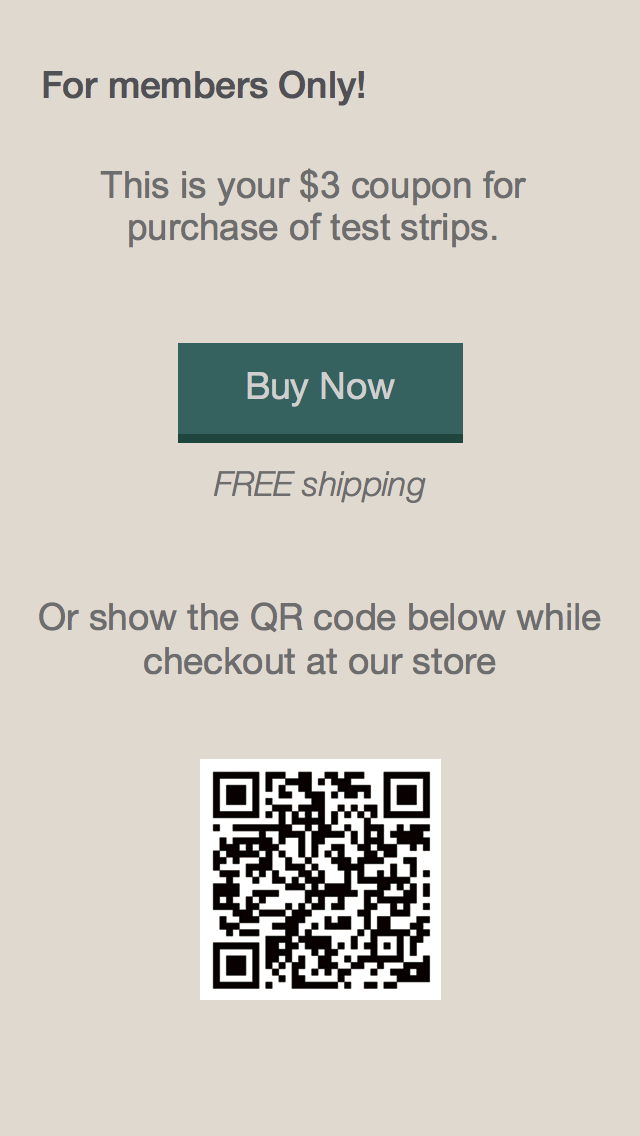 For members Only!
This is your $3 coupon for
purchase of test strips.
Buy Now
FREE shipping
Or show the QR code below while
checkout at our store